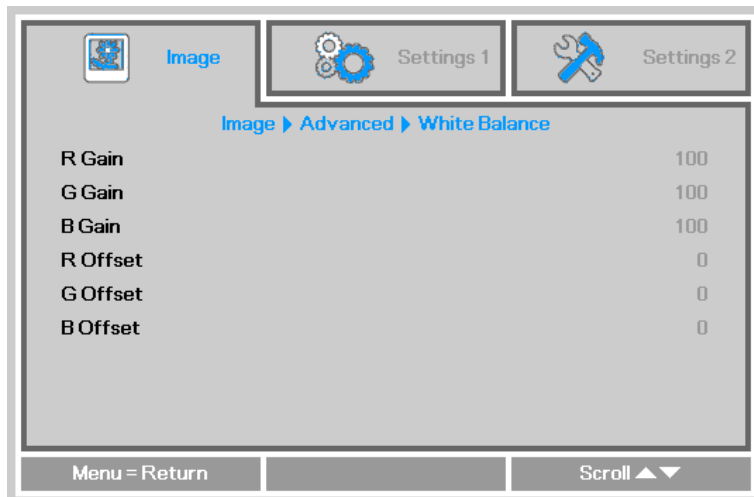 Image Settings 1 Settings 2
Image ▶ Advanced ▶ White Balance
R Gain 100
G Gain 100
B Gain 100
R Offset 0
G Offset 0
B Offset 0
Menu = Return Scroll ▲▼